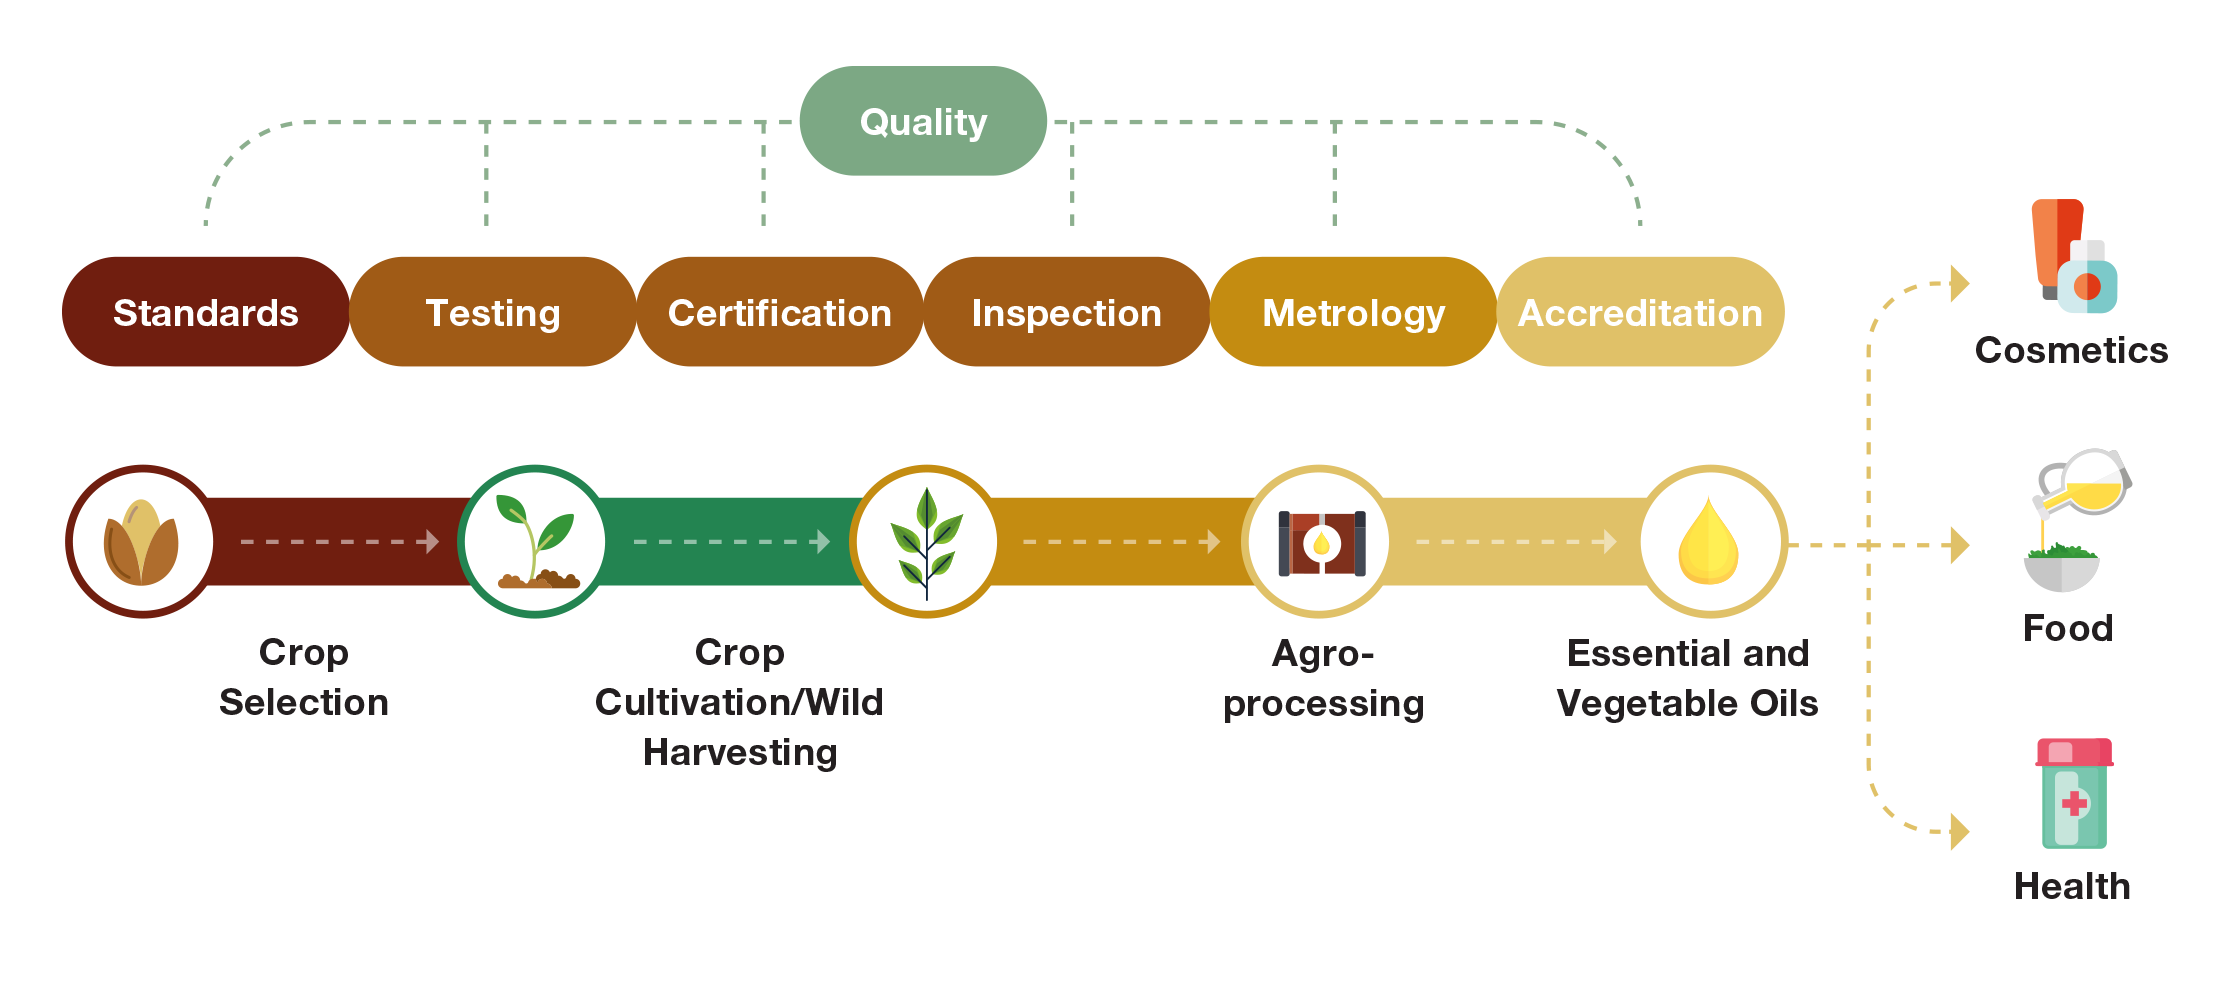 Quality
Standards
Testing
Certification
Inspection
Metrology
Accreditation
Cosmetics
Food
Health
Crop
Selection
Crop
Cultivation/Wild
Harvesting
Agro-
processing
Essential and
Vegetable Oils